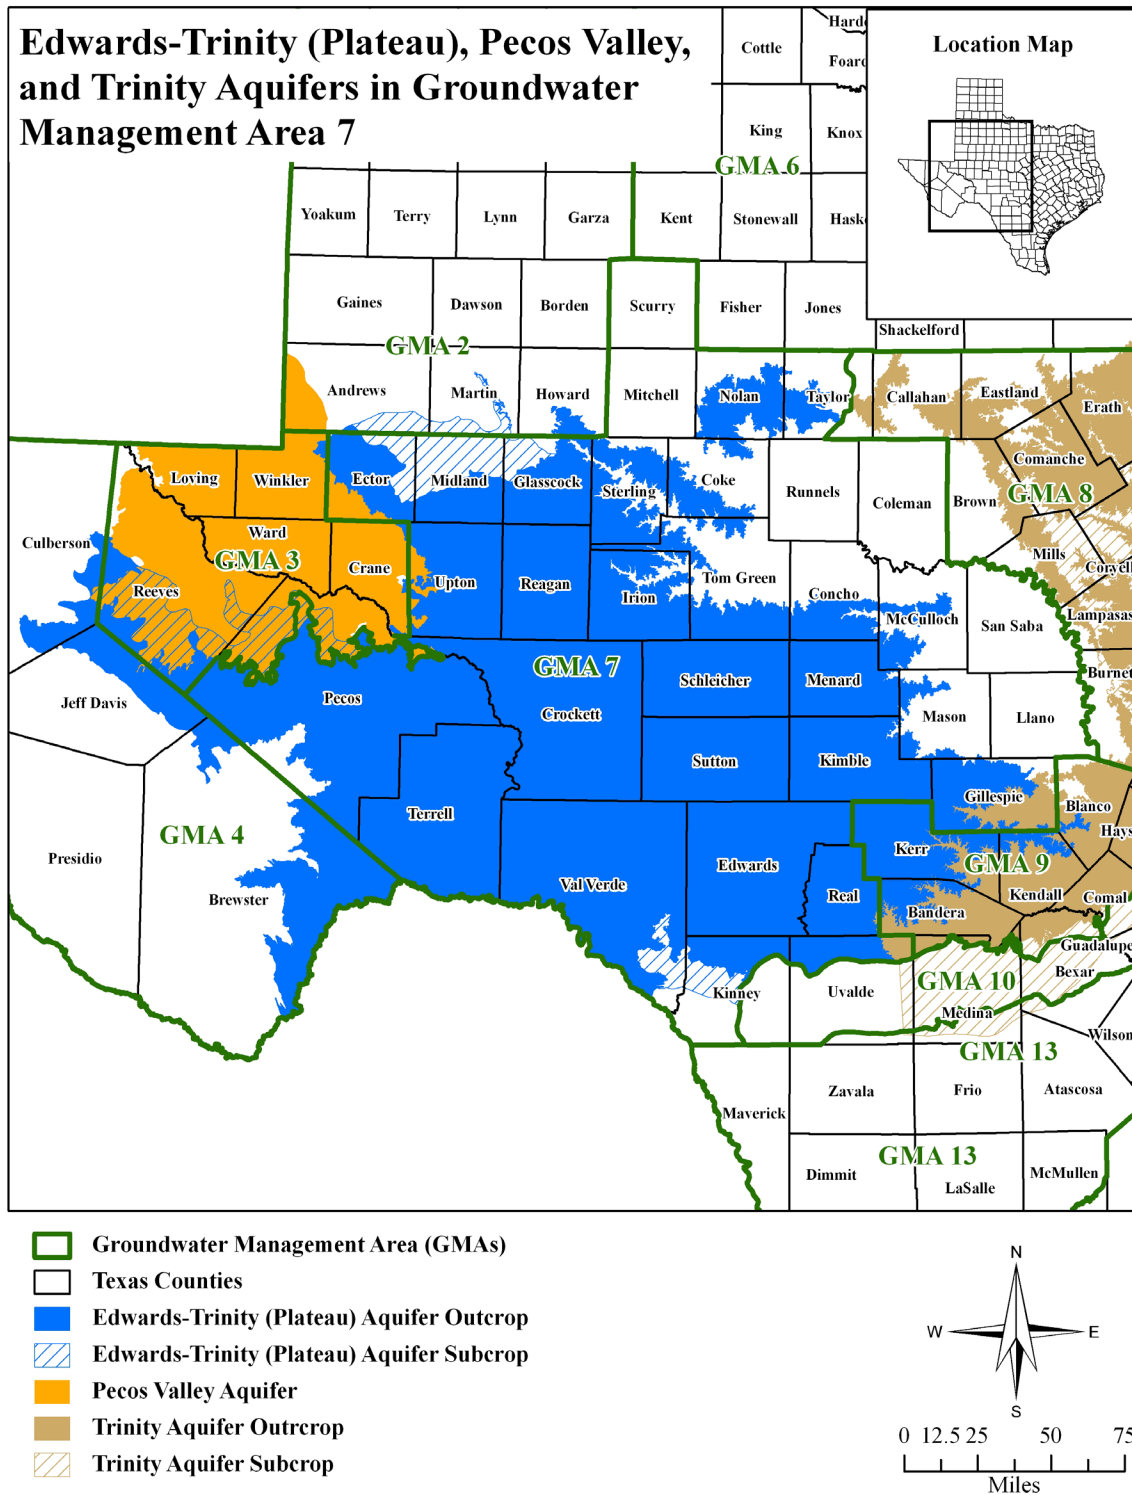 Edwards-Trinity (Plateau), Pecos Valley,
and Trinity Aquifers in Groundwater
Management Area 7
Location Map
Cottle
Hard
Foard
King
Knox
GMA 6
Yoakum
Terry
Lynn
Garza
Kent
Stonewall
Hask
Gaines
Dawson
Borden
Scurry
Fisher
Jones
Shackelford
GMA 2
Andrews
Martin
Howard
Mitchell
Nolan
Taylor
Callahan
Eastland
Erath
Comanche
Loving
Winkler
Ector
Midland
Glasscock
Sterling
Coke
Runnels
Coleman
Brown
GMA 8
Culberson
Ward
GMA 3
Crane
Mills
Coryell
Reeves
Upton
Reagan
Irion
Tom Green
Concho
McCulloch
San Saba
Lampasas
GMA 7
Burnet
Jeff Davis
Pecos
Crockett
Schleicher
Menard
Mason
Llano
Sutton
Kimble
Gillespie
Blanco
GMA 4
Terrell
Hays
Presidio
Kerr
GMA 9
Edwards
Val Verde
Brewster
Real
Bandera
Kendall
Comal
Guadalupe
Kinney
Uvalde
GMA 10
Bexar
Medina
Wilson
GMA 13
Maverick
Zavala
Frio
Atascosa
GMA 13
Dimmit
LaSalle
McMullen
Groundwater Management Area (GMAs)
Texas Counties
Edwards-Trinity (Plateau) Aquifer Outcrop
Edwards-Trinity (Plateau) Aquifer Subcrop
Pecos Valley Aquifer
Trinity Aquifer Outrcrop
Trinity Aquifer Subcrop
N
W
E
S
0 12.5 25 50 75
Miles